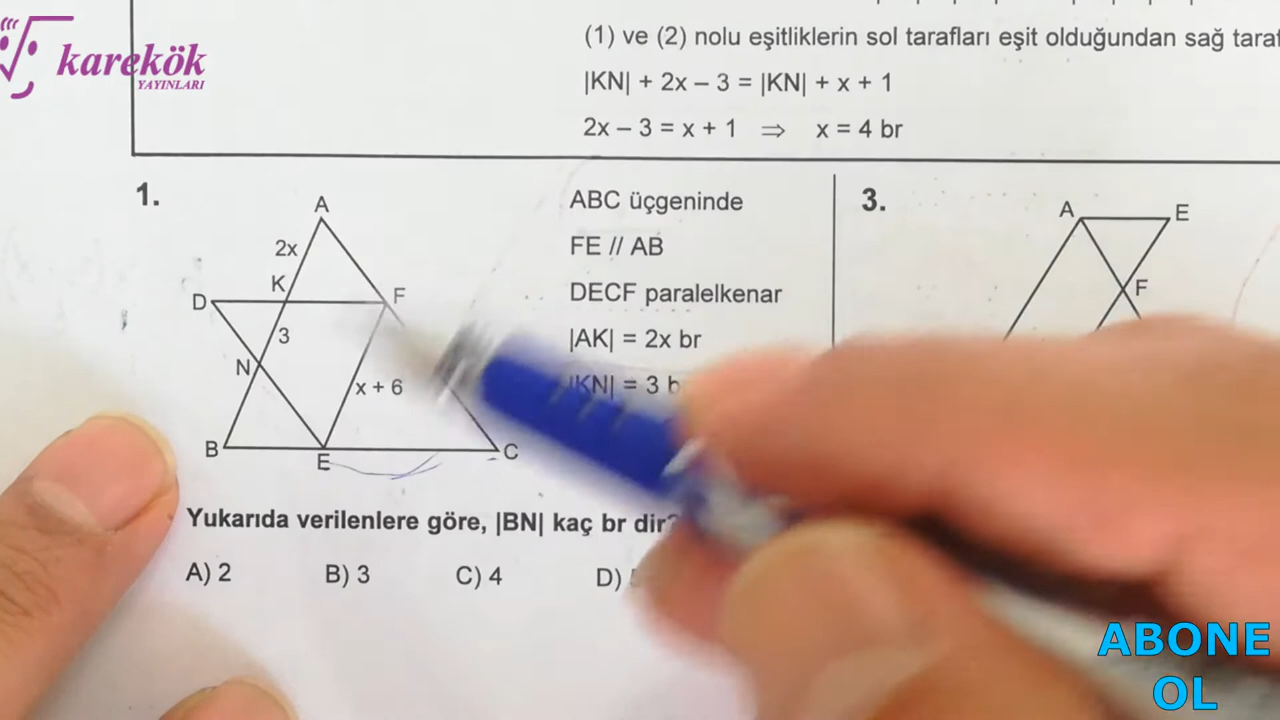 karekök
YAYINLARI
(1) ve (2) nolu eşitliklerin sol tarafları eşit olduğundan sağ
|KN| + 2x – 3 = |KN| + x + 1
2x – 3 = x + 1 ⇒ x = 4 br
1.
A
2x
K
D
F
3
N
x + 6
B
E
C
ABC üçgeninde
FE // AB
DECF paralelkenar
|AK| = 2x br
|KN| = 3
Yukarıda verilenlere göre, |BN| kaç br dir?
A) 2 B) 3 C) 4 D)
3.
A
E
F
ABONE
OL